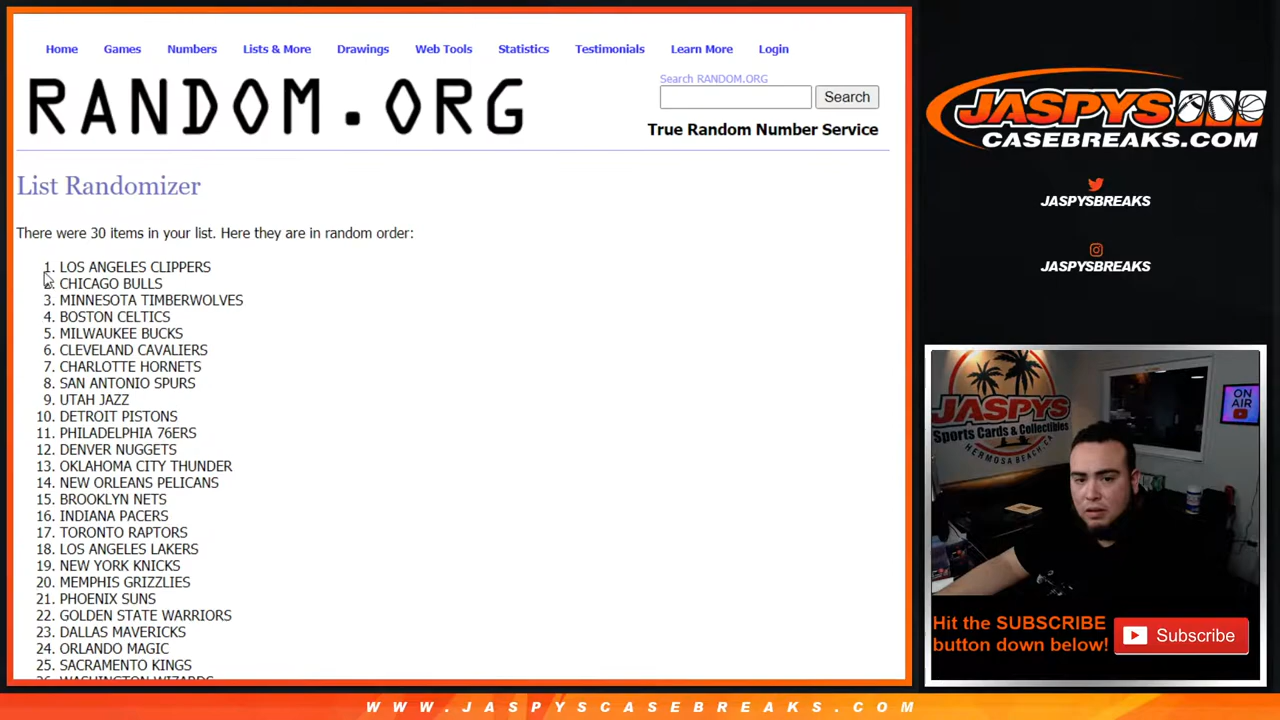 Home Games Numbers Lists & More Drawings Web Tools Statistics Testimonials Learn More Login
RANDOM.ORG
Search RANDOM.ORG
Search
True Random Number Service
List Randomizer
There were 30 items in your list. Here they are in random order:
1. LOS ANGELES CLIPPERS
CHICAGO BULLS
3. MINNESOTA TIMBERWOLVES
4. BOSTON CELTICS
5. MILWAUKEE BUCKS
6. CLEVELAND CAVALIERS
7. CHARLOTTE HORNETS
8. SAN ANTONIO SPURS
9. UTAH JAZZ
10. DETROIT PISTONS
11. PHILADELPHIA 76ERS
12. DENVER NUGGETS
13. OKLAHOMA CITY THUNDER
14. NEW ORLEANS PELICANS
15. BROOKLYN NETS
16. INDIANA PACERS
17. TORONTO RAPTORS
18. LOS ANGELES LAKERS
19. NEW YORK KNICKS
20. MEMPHIS GRIZZLIES
21. PHOENIX SUNS
22. GOLDEN STATE WARRIORS
23. DALLAS MAVERICKS
24. ORLANDO MAGIC
25. SACRAMENTO KINGS
26. WASHINGTON WIZARDS
JASPYS
CASEBREAKS.COM
JASPYSBREAKS
JASPYSBREAKS
JASPYS
Sports Cards & Collectibles
HERMOSA BEACH, CA
ON AIR
Hit the SUBSCRIBE
button down below!
Subscribe
WWW.JASPYSCASEBREAKS.COM